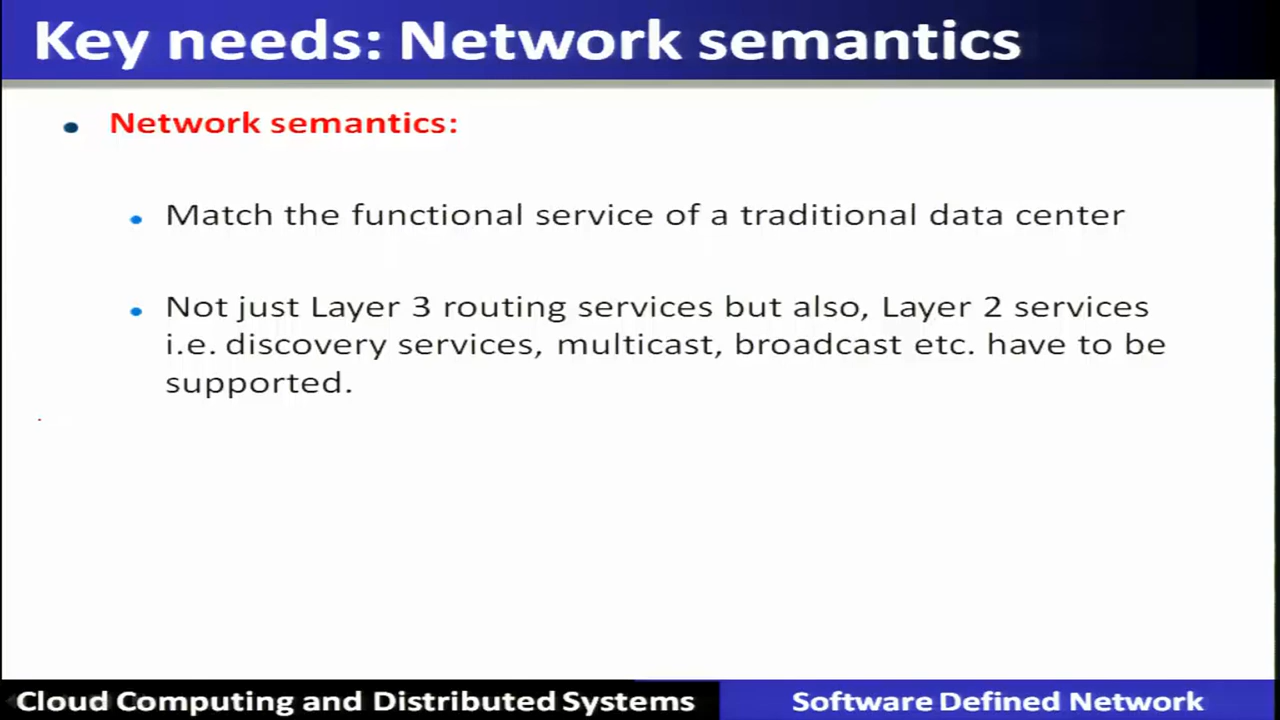 Key needs: Network semantics
• Network semantics:
• Match the functional service of a traditional data center
• Not just Layer 3 routing services but also, Layer 2 services
i.e. discovery services, multicast, broadcast etc. have to be
supported.
Cloud Computing and Distributed Systems
Software Defined Network